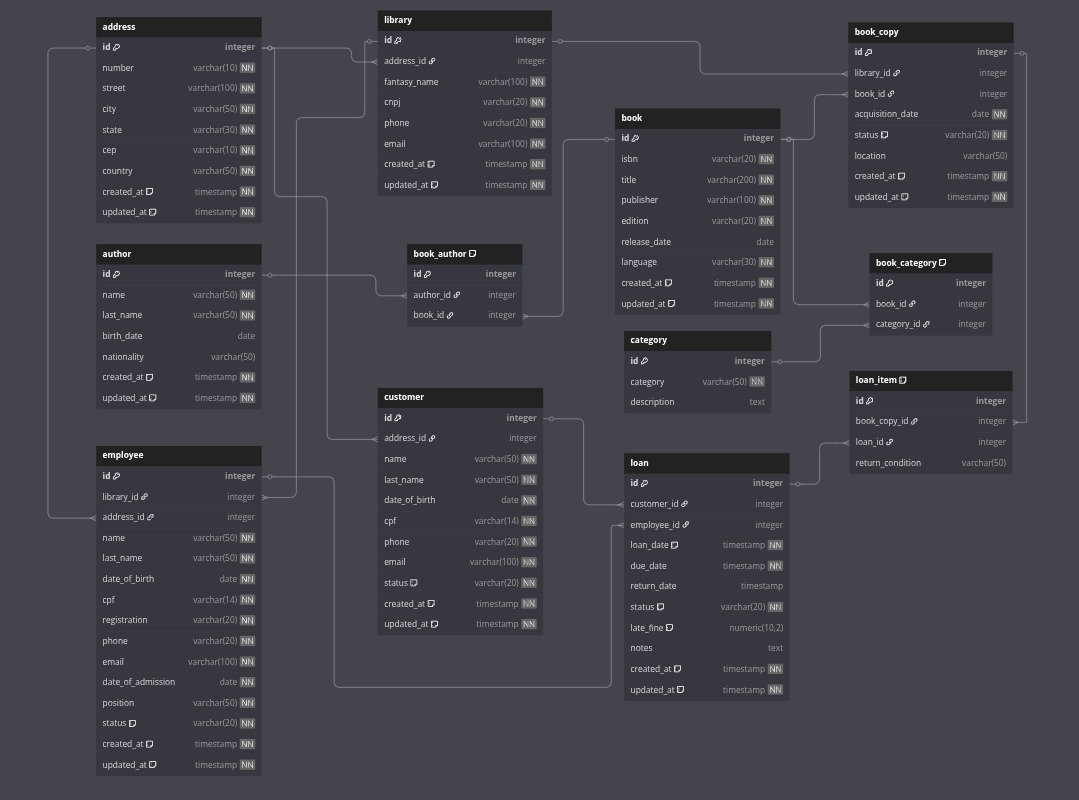 address
id integer
number varchar(10) NN
street varchar(100) NN
city varchar(50) NN
state varchar(30) NN
cep varchar(10) NN
country varchar(50) NN
created_at timestamp NN
updated_at timestamp NN
library
id integer
address_id integer
fantasy_name varchar(100) NN
cnpj varchar(20) NN
phone varchar(20) NN
email varchar(100) NN
created_at timestamp NN
updated_at timestamp NN
book_copy
id integer
library_id integer
book_id integer
acquisition_date date NN
status varchar(20) NN
location varchar(50)
created_at timestamp NN
updated_at timestamp NN
book
id integer
isbn varchar(20) NN
title varchar(200) NN
publisher varchar(100) NN
edition varchar(20) NN
release_date date
language varchar(30) NN
created_at timestamp NN
updated_at timestamp NN
author
id integer
name varchar(50) NN
last_name varchar(50) NN
birth_date date
nationality varchar(50)
created_at timestamp NN
updated_at timestamp NN
book_author
id integer
author_id integer
book_id integer
book_category
id integer
book_id integer
category_id integer
category
id integer
category varchar(50) NN
description text
loan_item
id integer
book_copy_id integer
loan_id integer
return_condition varchar(50)
customer
id integer
address_id integer
name varchar(50) NN
last_name varchar(50) NN
date_of_birth date NN
cpf varchar(14) NN
phone varchar(20) NN
email varchar(100) NN
status varchar(20) NN
created_at timestamp NN
updated_at timestamp NN
employee
id integer
library_id integer
address_id integer
name varchar(50) NN
last_name varchar(50) NN
date_of_birth date NN
cpf varchar(14) NN
registration varchar(20) NN
phone varchar(20) NN
email varchar(100) NN
date_of_admission date NN
position varchar(50) NN
status varchar(20) NN
created_at timestamp NN
updated_at timestamp NN
loan
id integer
customer_id integer
employee_id integer
loan_date timestamp NN
due_date timestamp NN
return_date timestamp
status varchar(20) NN
late_fine numeric(10,2)
notes text
created_at timestamp NN
updated_at timestamp NN